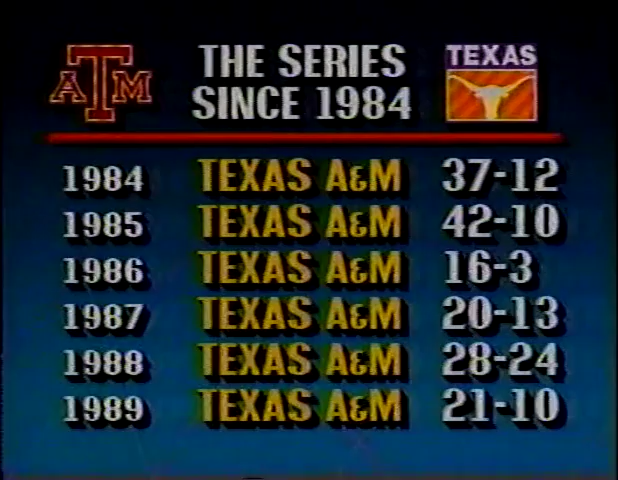 ATM
THE SERIES
SINCE 1984
TEXAS
1984 TEXAS A&M 37-12
1985 TEXAS A&M 42-10
1986 TEXAS A&M 16-3
1987 TEXAS A&M 20-13
1988 TEXAS A&M 28-24
1989 TEXAS A&M 21-10